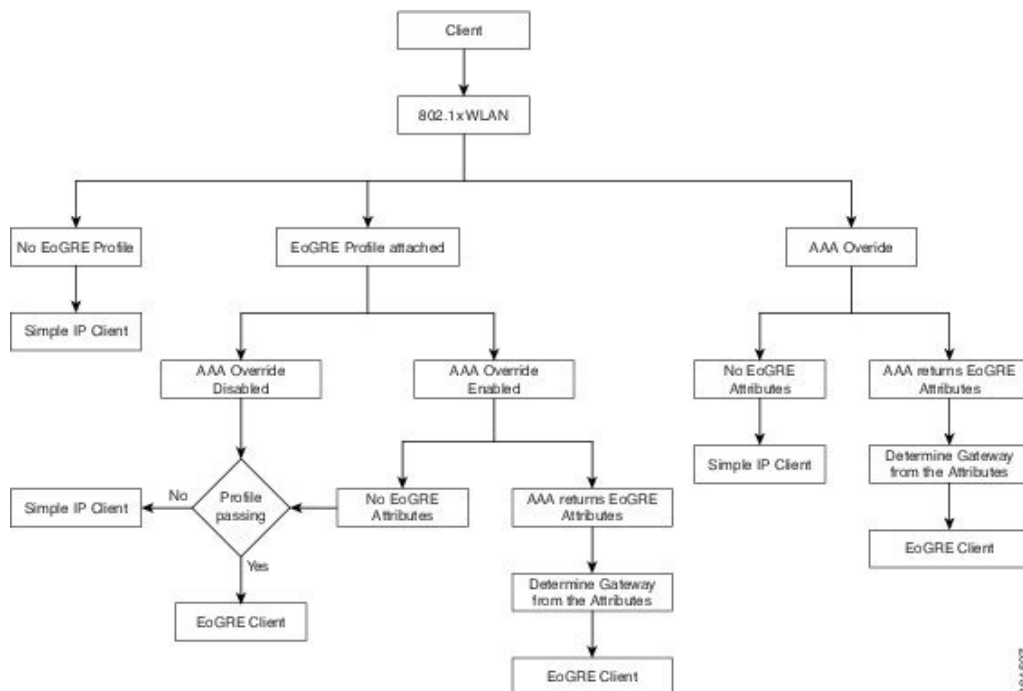 Client
802.1x WLAN
No EoGRE Profile
EoGRE Profile attached
AAA Overide
Simple IP Client
AAA Override
Disabled
AAA Override
Enabled
No EoGRE
Attributes
AAA returns EoGRE
Attributes
Simple IP Client
Determine Gateway
from the Attributes
Simple IP Client
No
Profile
passing
No EoGRE
Attributes
AAA returns EoGRE
Attributes
EoGRE Client
Yes
Determine Gateway
from the Attributes
EoGRE Client
EoGRE Client